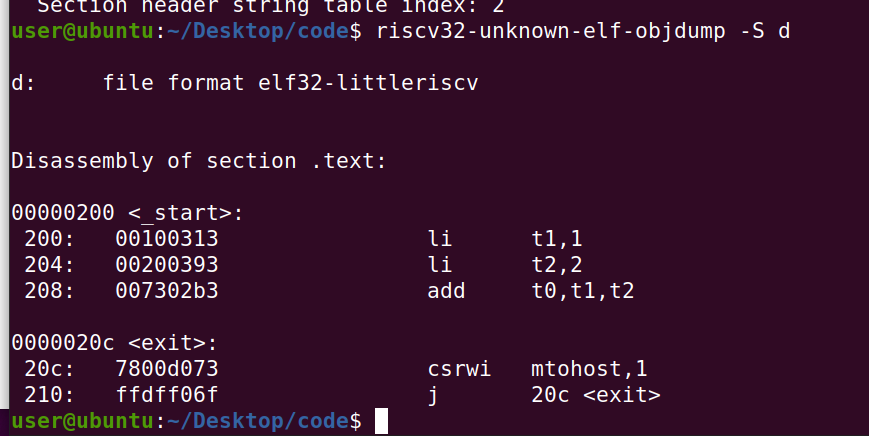 Section header string table index: 2
user@ubuntu:~/Desktop/code$ riscv32-unknown-elf-objdump -S d
d:     file format elf32-littleriscv
Disassembly of section .text:
00000200 <_start>:
 200:   00100313                li      t1,1
 204:   00200393                li      t2,2
 208:   007302b3                add     t0,t1,t2
0000020c <exit>:
 20c:   7800d073                csrwi   mtohost,1
 210:   ffdff06f                j       20c <exit>
user@ubuntu:~/Desktop/code$